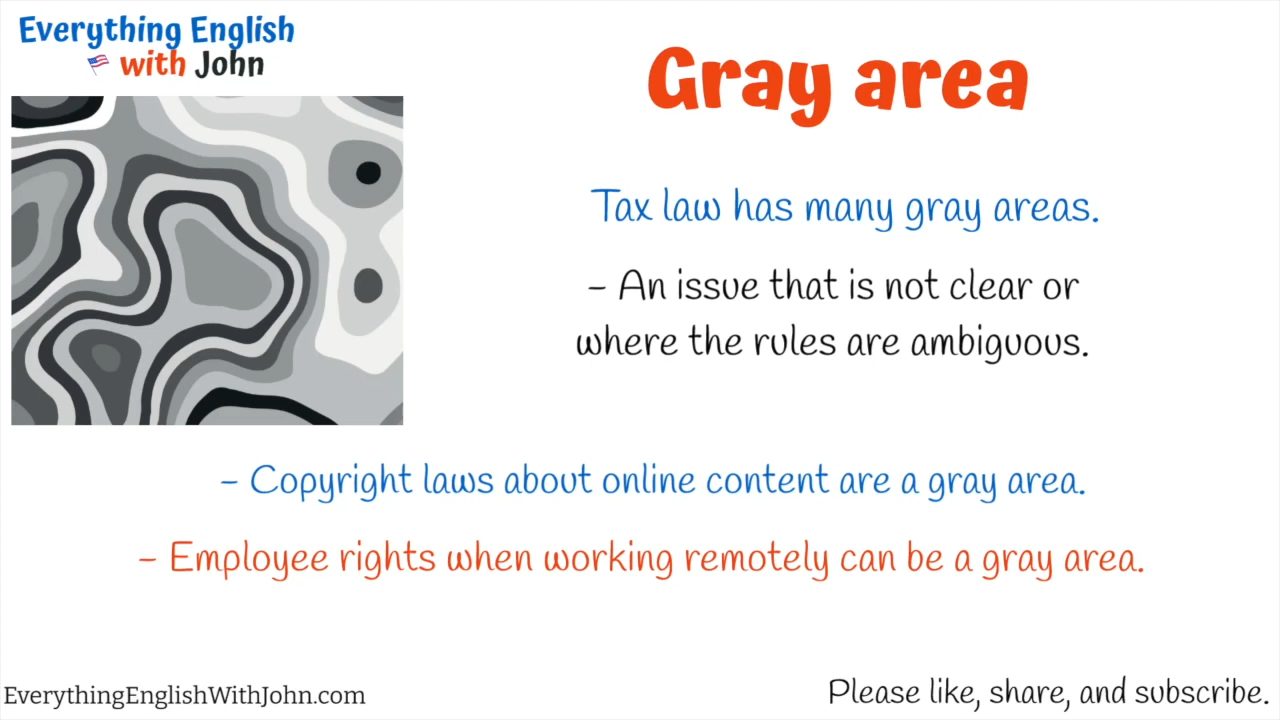 Everything English
with John
Gray area
Tax law has many gray areas.
- An issue that is not clear or
where the rules are ambiguous.
- Copyright laws about online content are a gray area.
- Employee rights when working remotely can be a gray area.
EverythingEnglishWithJohn.com
Please like, share, and subscribe.